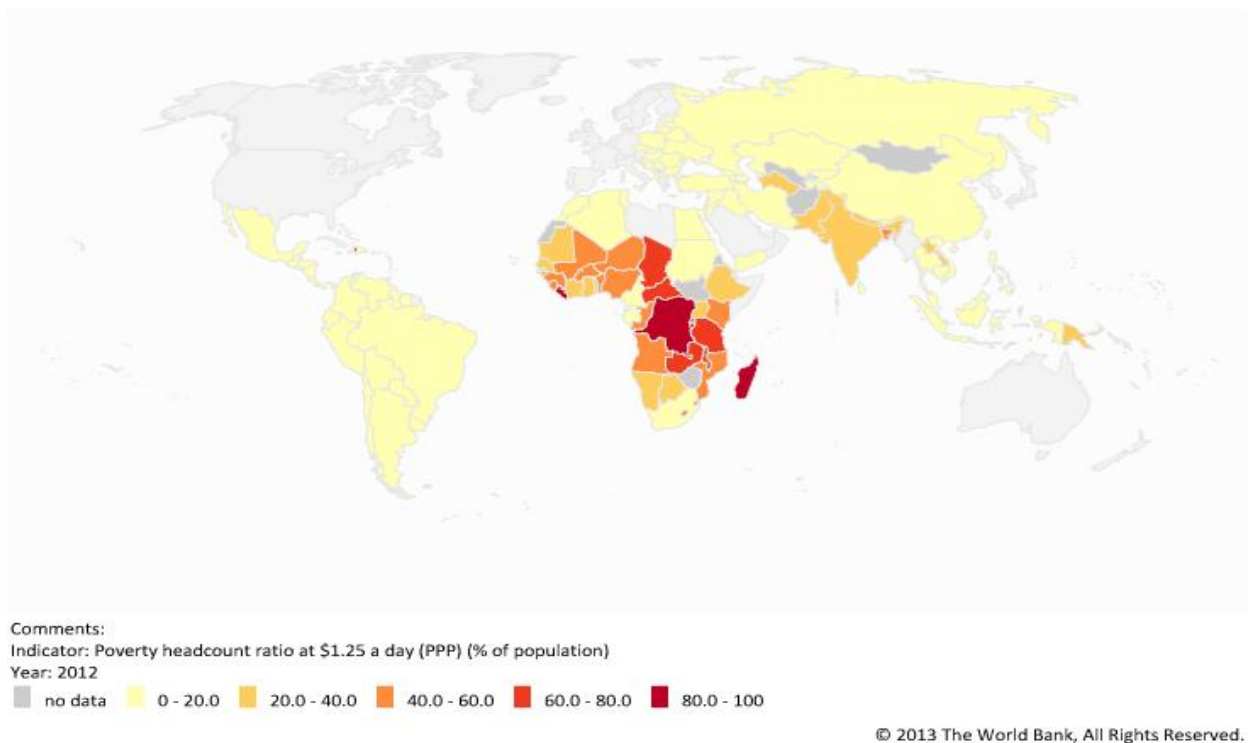 Comments:
Indicator: Poverty headcount ratio at $1.25 a day (PPP) (% of population)
Year: 2012
no data 0 - 20.0 20.0 - 40.0 40.0 - 60.0 60.0 - 80.0 80.0 - 100
© 2013 The World Bank, All Rights Reserved.